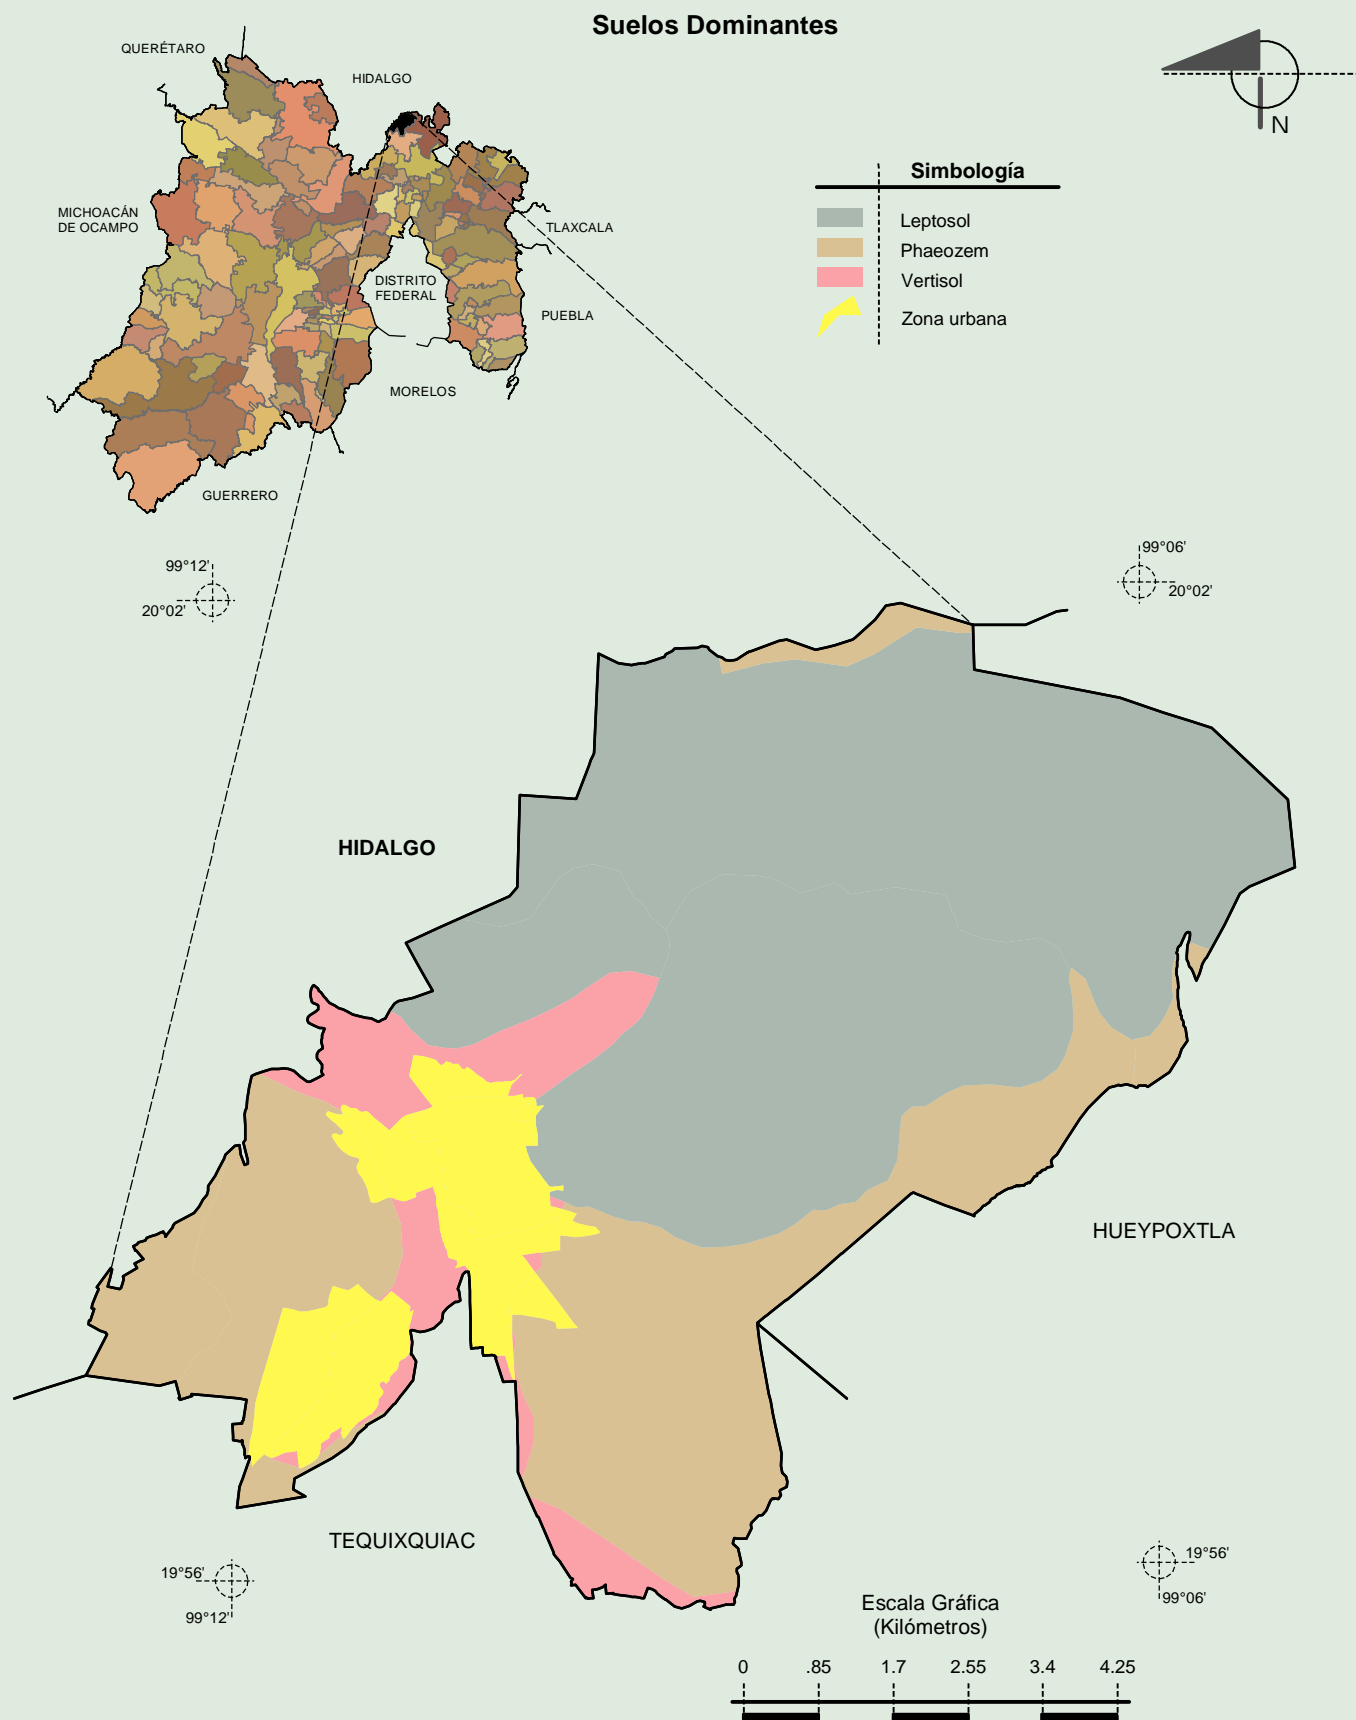 Suelos Dominantes
QUERÉTARO
HIDALGO
N
Simbología
MICHOACÁN
DE OCAMPO
Leptosol
TLAXCALA
Phaeozem
DISTRITO
FEDERAL
Vertisol
PUEBLA
Zona urbana
MORELOS
GUERRERO
99°12'
20°02'
99°06'
20°02'
HIDALGO
HUEYPOXTLA
TEQUIXQUIAC
19°56'
99°12'
19°56'
99°06'
Escala Gráfica
(Kilómetros)
0 .85 1.7 2.55 3.4 4.25